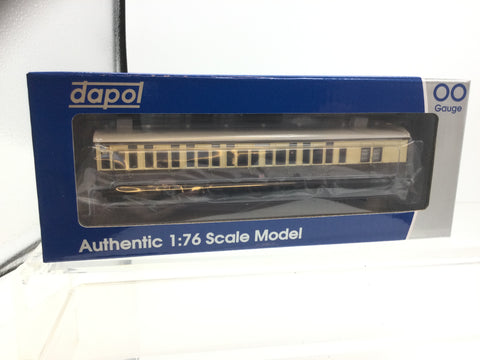 dapol
OO
Gauge
Authentic 1:76 Scale Model